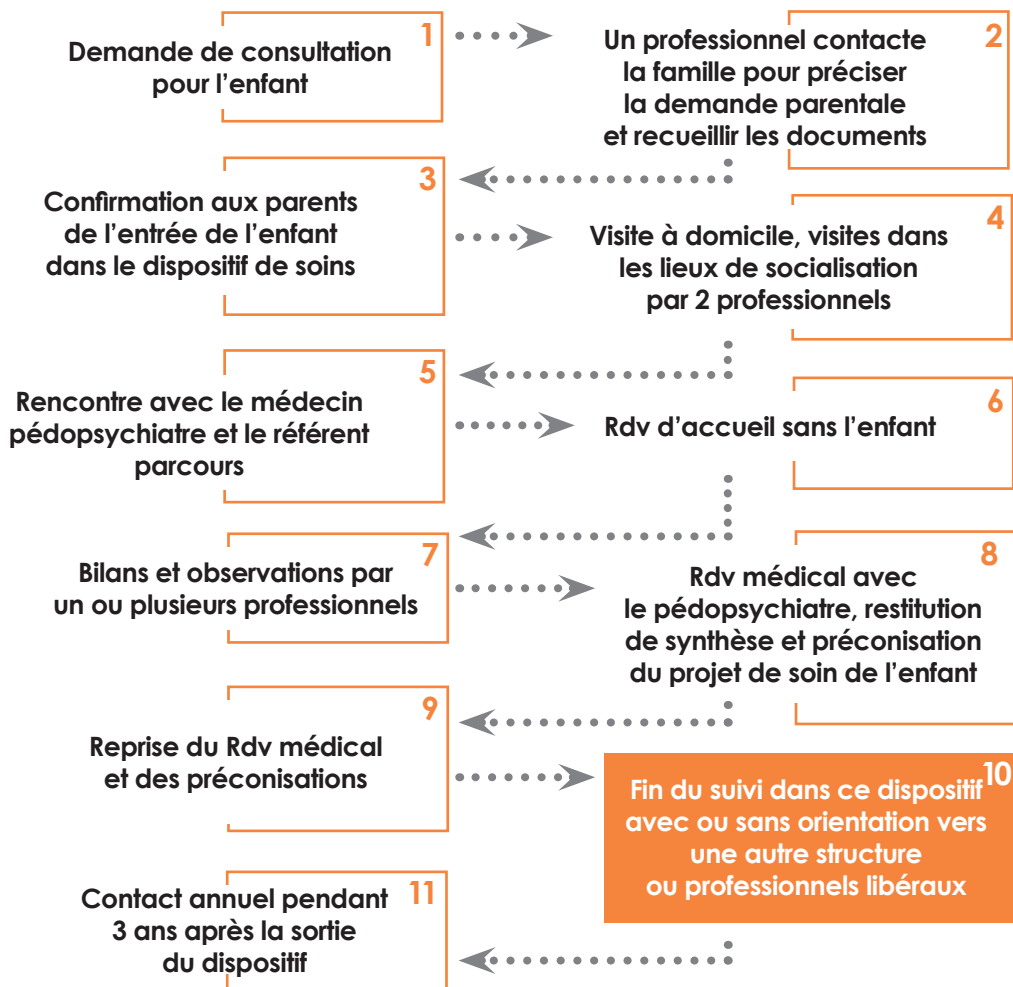 1
Demande de consultation
pour l’enfant
2
Un professionnel contacte
la famille pour préciser
la demande parentale
et recueillir les documents
3
Confirmation aux parents
de l’entrée de l’enfant
dans le dispositif de soins
4
Visite à domicile, visites dans
les lieux de socialisation
par 2 professionnels
5
Rencontre avec le médecin
pédopsychiatre et le référent
parcours
6
Rdv d’accueil sans l’enfant
7
Bilans et observations par
un ou plusieurs professionnels
8
Rdv médical avec
le pédopsychiatre, restitution
de synthèse et préconisation
du projet de soin de l’enfant
9
Reprise du Rdv médical
et des préconisations
10
Fin du suivi dans ce dispositif
avec ou sans orientation vers
une autre structure
ou professionnels libéraux
11
Contact annuel pendant
3 ans après la sortie
du dispositif